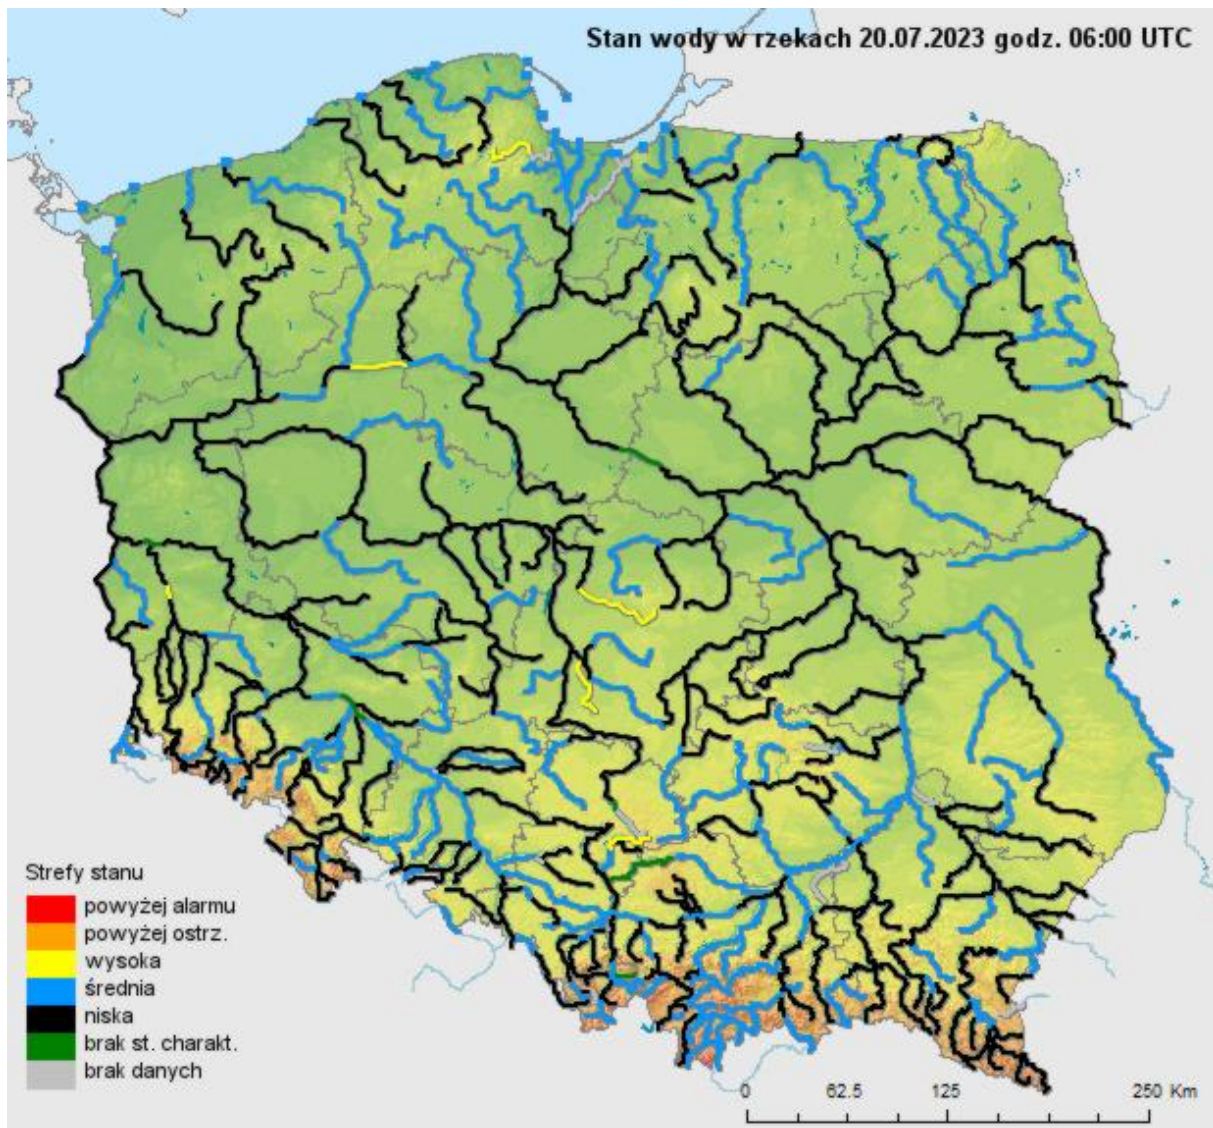 Stan wody w rzekach 20.07.2023 godz. 06:00 UTC
Strefy stanu
powyżej alarmu
powyżej ostrz.
wysoka
średnia
niska
brak st. charakt.
brak danych
0 62.5 125 250 Km